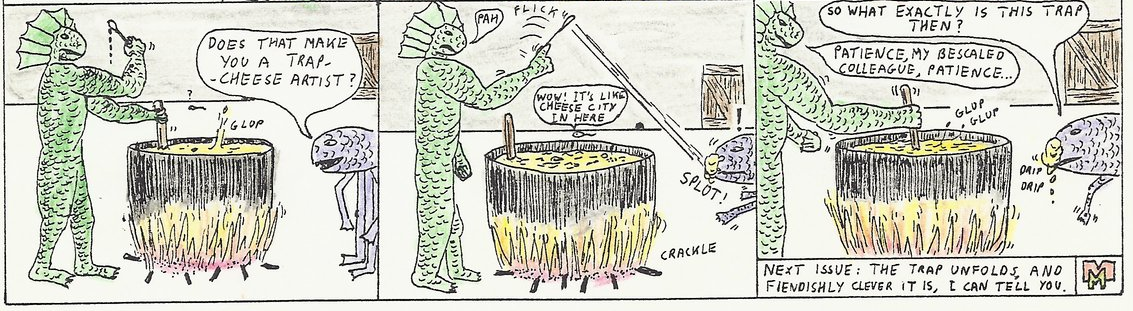 DOES THAT MAKE
YOU A TRAP-
-CHEESE ARTIST?
?
GLOP
PAH
FLICK
WOW! IT'S LIKE
CHEESE CITY
IN HERE
!
SPLOT!
CRACKLE
SO WHAT EXACTLY IS THIS TRAP
THEN?
PATIENCE, MY BESCALED
COLLEAGUE, PATIENCE...
GLOP
GLUP
DRIP
DRIP
NEXT ISSUE: THE TRAP UNFOLDS, AND
FIENDISHLY CLEVER IT IS, I CAN TELL YOU.
M